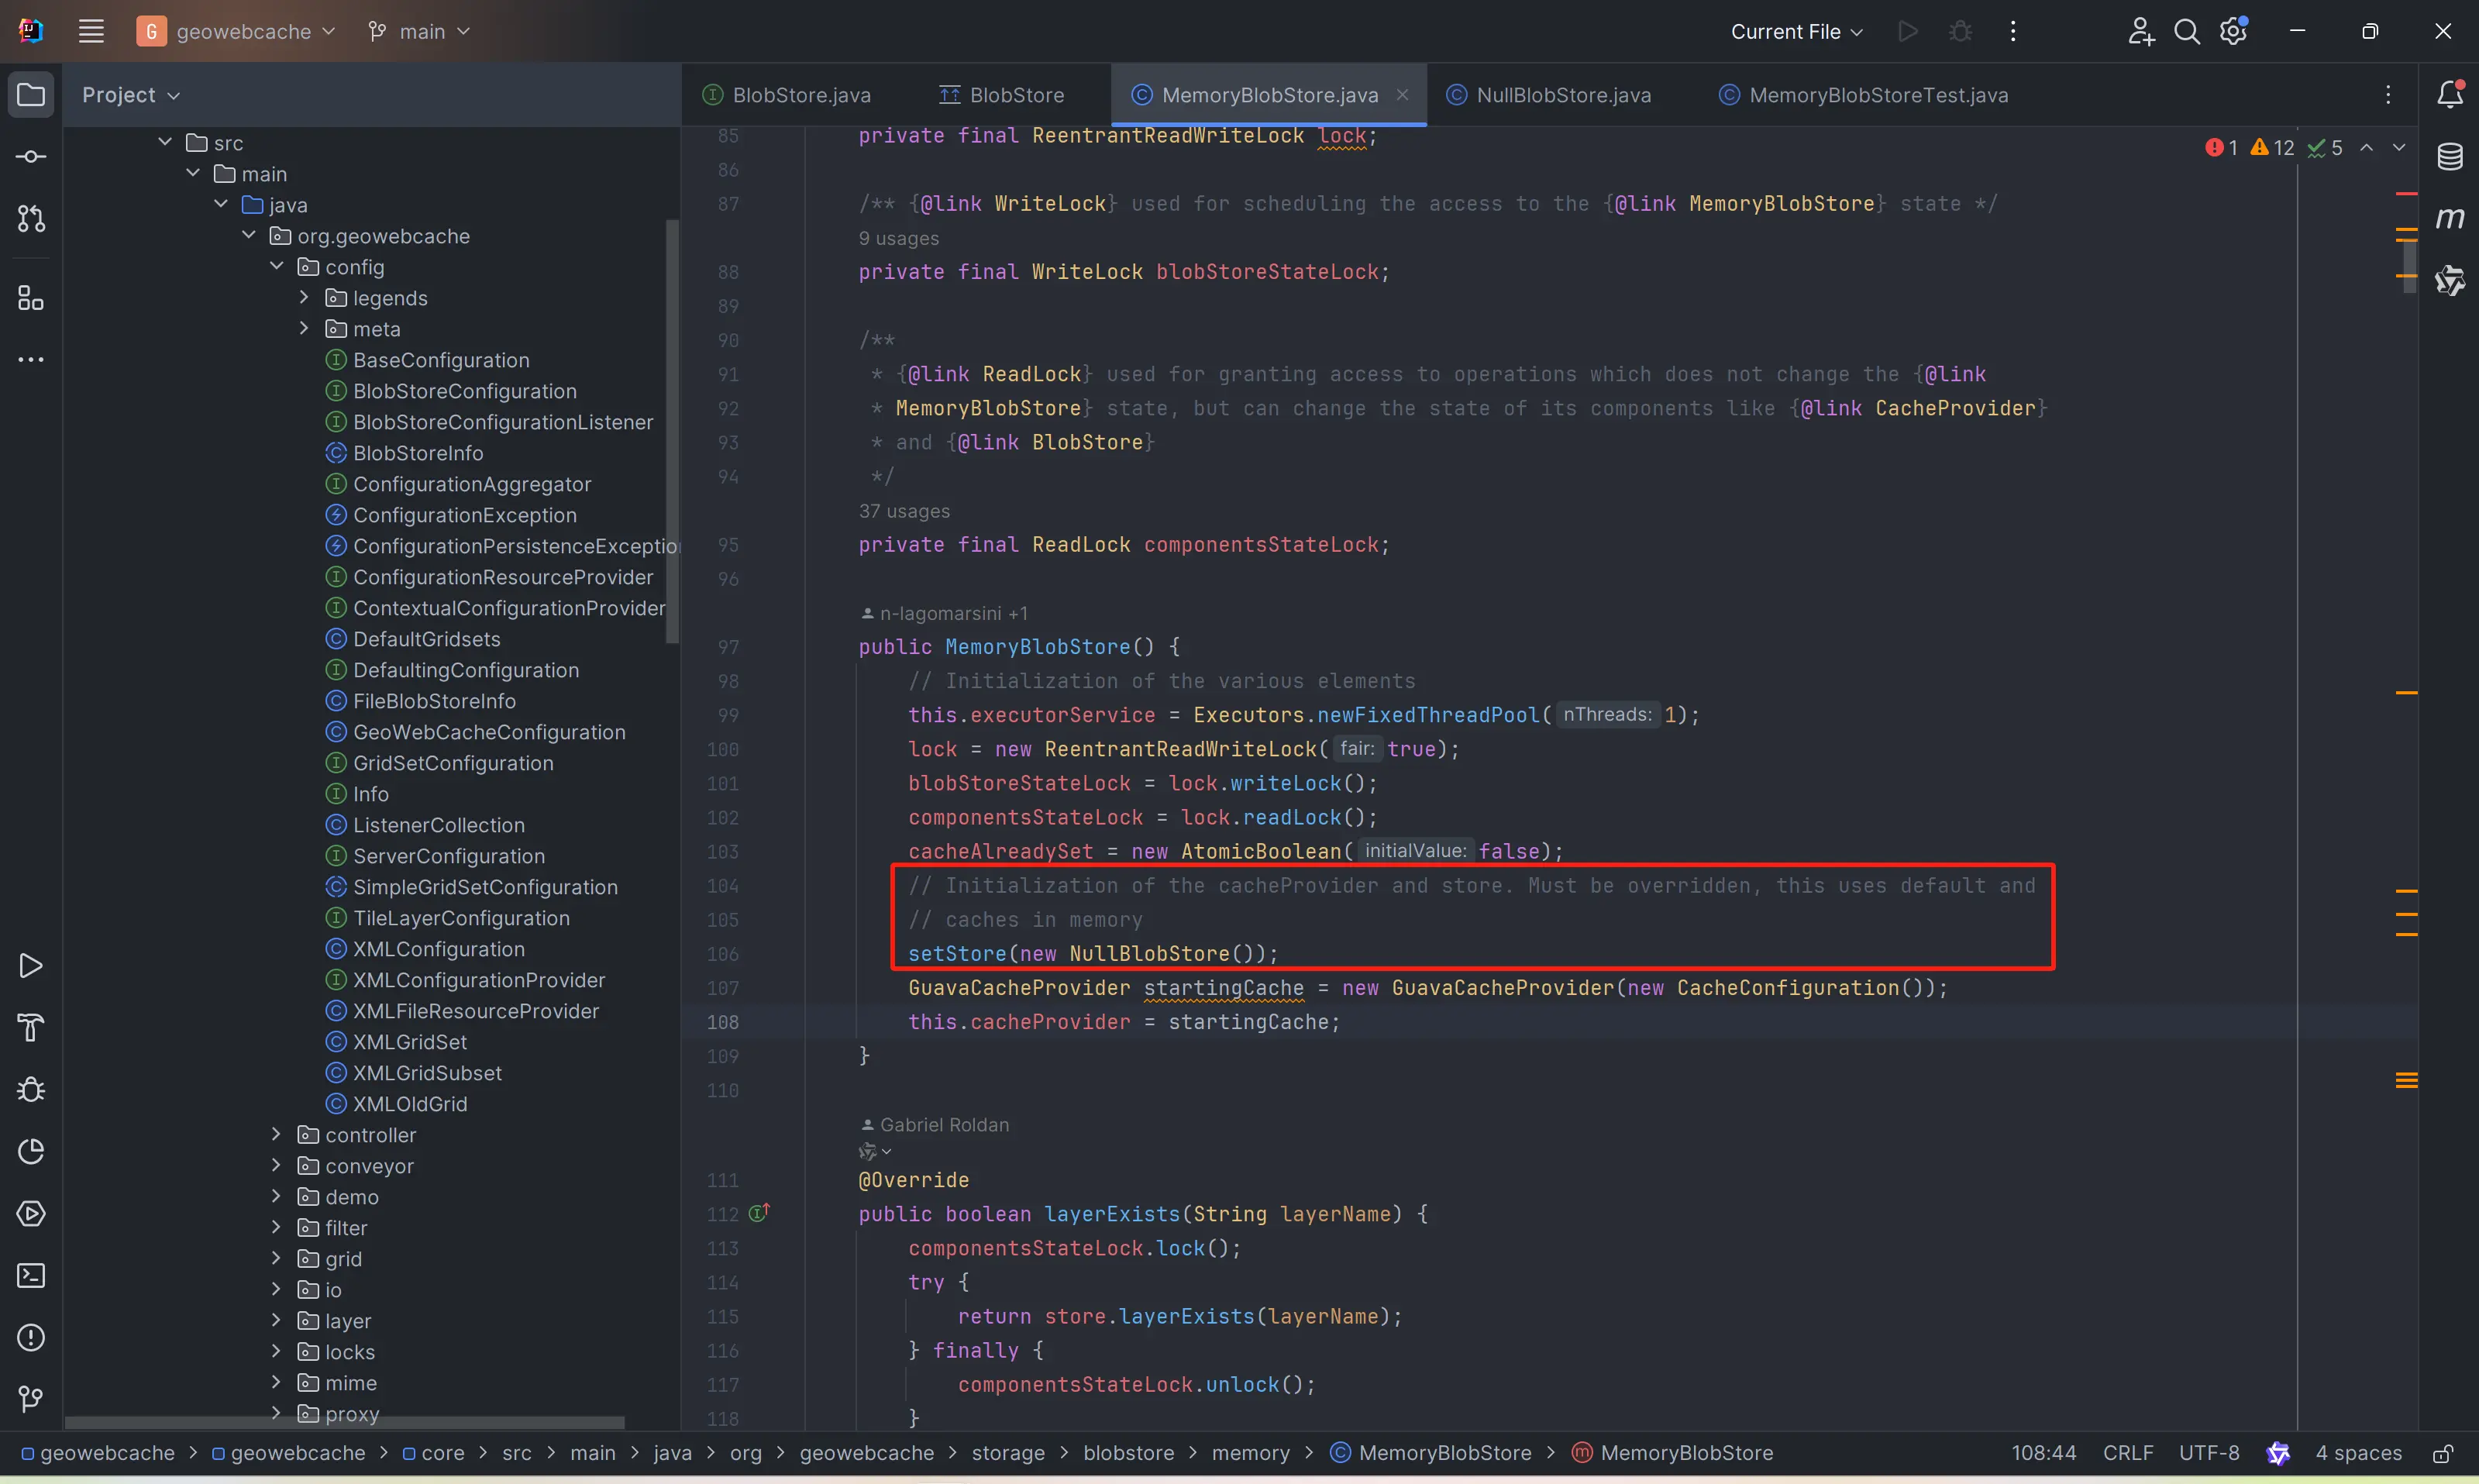 G geowebcache main Current File
Project
src
main
java
org.geowebcache
config
legends
meta
BaseConfiguration
BlobStoreConfiguration
BlobStoreConfigurationListener
BlobStoreInfo
ConfigurationAggregator
ConfigurationException
ConfigurationPersistenceExceptio
ConfigurationResourceProvider
ContextualConfigurationProvider
DefaultGridsets
DefaultingConfiguration
FileBlobStoreInfo
GeoWebCacheConfiguration
GridSetConfiguration
Info
ListenerCollection
ServerConfiguration
SimpleGridSetConfiguration
TileLayerConfiguration
XMLConfiguration
XMLConfigurationProvider
XMLFileResourceProvider
XMLGridSet
XMLGridSubset
XMLOldGrid
controller
conveyor
demo
filter
grid
io
layer
locks
mime
proxy
BlobStore.java BlobStore MemoryBlobStore.java NullBlobStore.java MemoryBlobStoreTest.java
1 12 5
85 private final ReentrantReadWriteLock lock;
86
87 /** {@link WriteLock} used for scheduling the access to the {@link MemoryBlobStore} state */
9 usages
88 private final WriteLock blobStoreStateLock;
89
90 /**
91 * {@link ReadLock} used for granting access to operations which does not change the {@link
92 * MemoryBlobStore} state, but can change the state of its components like {@link CacheProvider}
93 * and {@link BlobStore}
94 */
37 usages
95 private final ReadLock componentsStateLock;
96
n-lagomarsini +1
97 public MemoryBlobStore() {
98 // Initialization of the various elements
99 this.executorService = Executors.newFixedThreadPool( nThreads: 1);
100 lock = new ReentrantReadWriteLock( fair: true);
101 blobStoreStateLock = lock.writeLock();
102 componentsStateLock = lock.readLock();
103 cacheAlreadySet = new AtomicBoolean( initialValue: false);
104 // Initialization of the cacheProvider and store. Must be overridden, this uses default and
105 // caches in memory
106 setStore(new NullBlobStore());
107 GuavaCacheProvider startingCache = new GuavaCacheProvider(new CacheConfiguration());
108 this.cacheProvider = startingCache;
109 }
110
Gabriel Roldan
111 @Override
112 public boolean layerExists(String layerName) {
113 componentsStateLock.lock();
114 try {
115 return store.layerExists(layerName);
116 } finally {
117 componentsStateLock.unlock();
118 }
geowebcache > geowebcache > core > src > main > java > org > geowebcache > storage > blobstore > memory > MemoryBlobStore > MemoryBlobStore 108:44 CRLF UTF-8 4 spaces